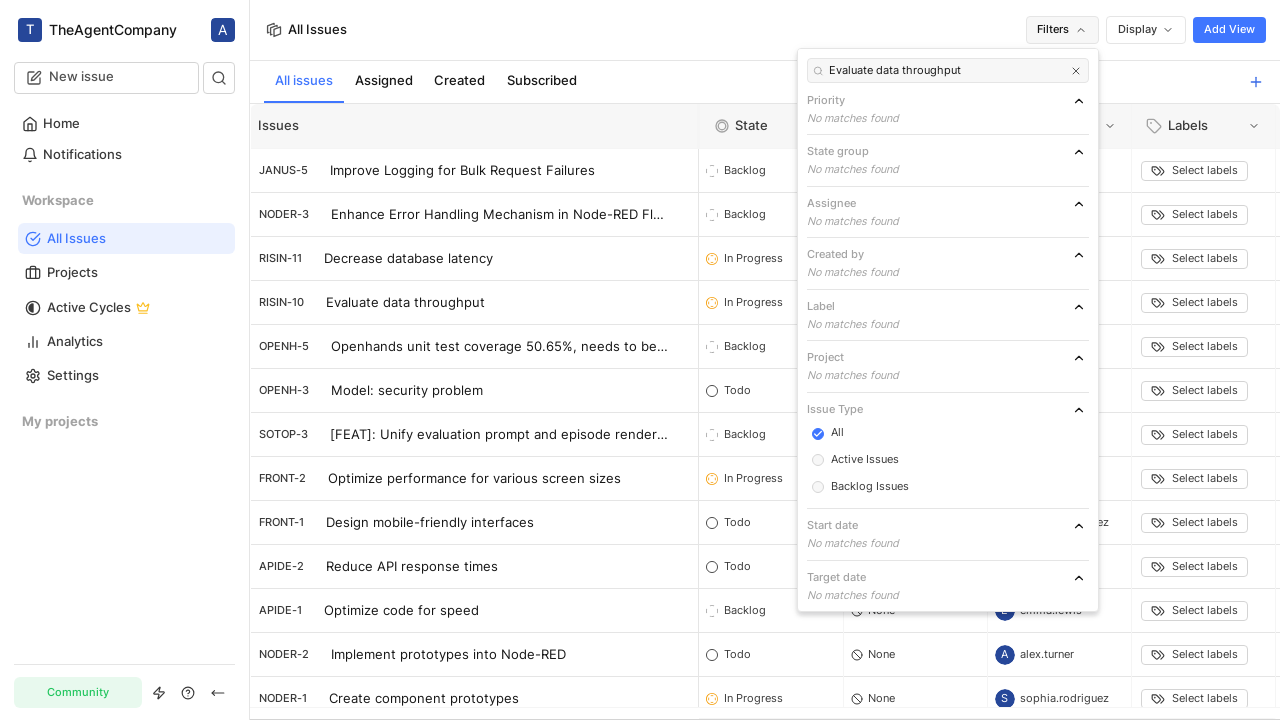 T TheAgentCompany A
New issue
Home
Notifications
Workspace
All Issues
Projects
Active Cycles
Analytics
Settings
My projects
Community
All Issues
Filters
Display
Add View
All issues Assigned Created Subscribed
Evaluate data throughput
Priority
No matches found
State group
No matches found
Assignee
No matches found
Created by
No matches found
Label
No matches found
Project
No matches found
Issue Type
All
Active Issues
Backlog Issues
Start date
No matches found
Target date
No matches found
Issues State Labels
JANUS-5 Improve Logging for Bulk Request Failures Backlog Select labels
NODER-3 Enhance Error Handling Mechanism in Node-RED Fl... Backlog Select labels
RISIN-11 Decrease database latency In Progress Select labels
RISIN-10 Evaluate data throughput In Progress Select labels
OPENH-5 Openhands unit test coverage 50.65%, needs to be... Backlog Select labels
OPENH-3 Model: security problem Todo Select labels
SOTOP-3 [FEAT]: Unify evaluation prompt and episode render... Backlog Select labels
FRONT-2 Optimize performance for various screen sizes In Progress Select labels
FRONT-1 Design mobile-friendly interfaces Todo Select labels
APIDE-2 Reduce API response times Todo Select labels
APIDE-1 Optimize code for speed Backlog None emma.lewis Select labels
NODER-2 Implement prototypes into Node-RED Todo None A alex.turner Select labels
NODER-1 Create component prototypes In Progress None S sophia.rodriguez Select labels